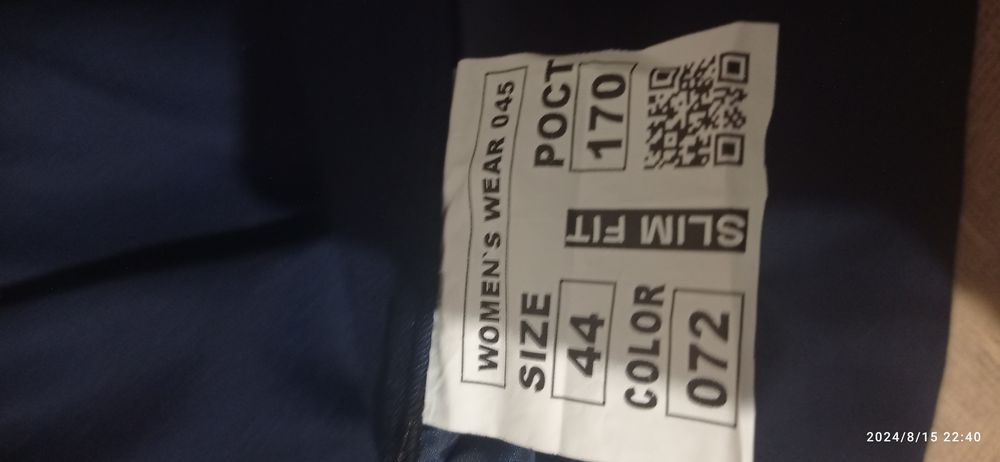 WOMEN`S WEAR 045
SIZE
44
POCT
170
COLOR
072
SLIM FIT
2024/8/15 22:40